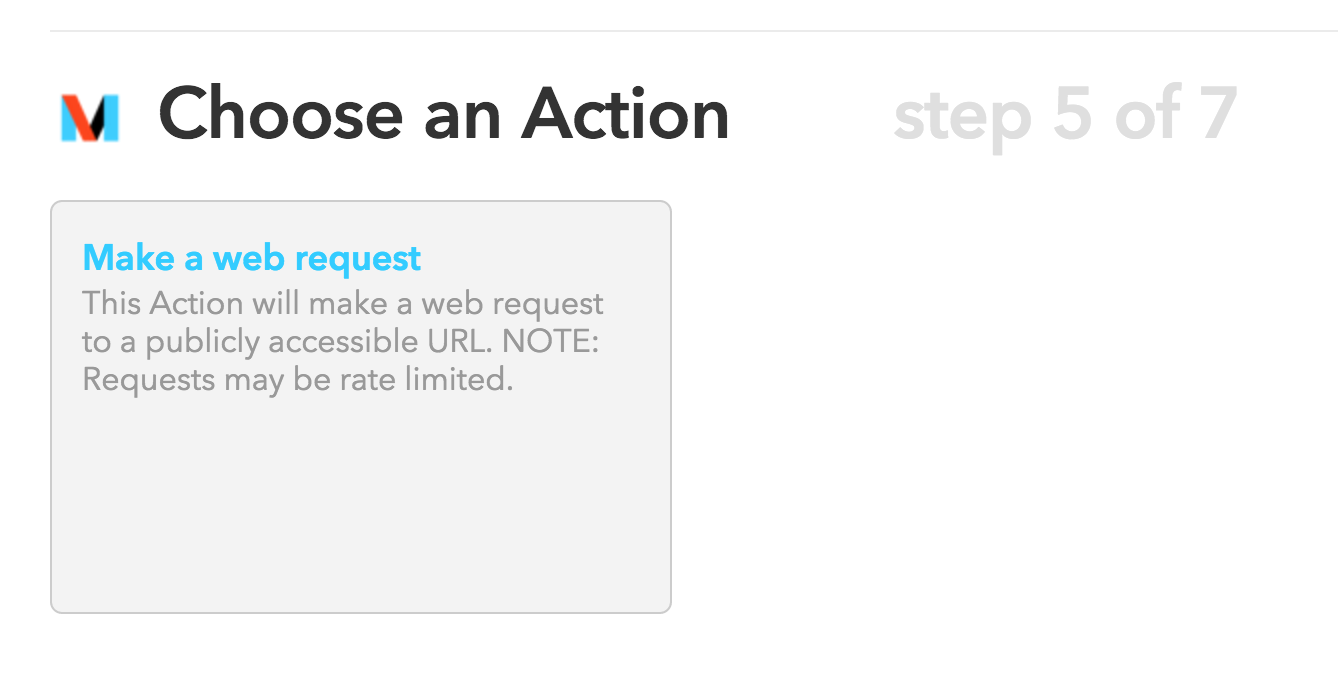 Choose an Action step 5 of 7
Make a web request
This Action will make a web request
to a publicly accessible URL. NOTE:
Requests may be rate limited.